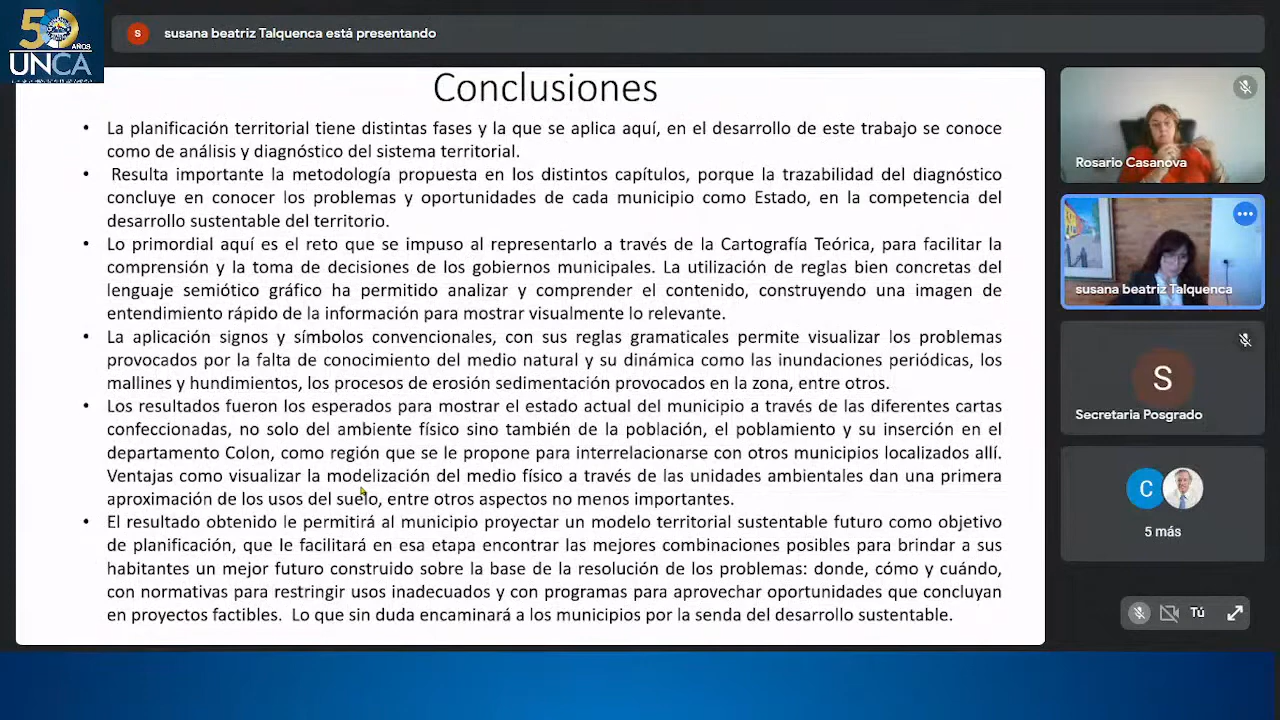 50
AÑOS
UNCA
S
susana beatriz Talquenca está presentando
Conclusiones
• La planificación territorial tiene distintas fases y la que se aplica aquí, en el desarrollo de este trabajo se conoce
como de análisis y diagnóstico del sistema territorial.
• Resulta importante la metodología propuesta en los distintos capítulos, porque la trazabilidad del diagnóstico
concluye en conocer los problemas y oportunidades de cada municipio como Estado, en la competencia del
desarrollo sustentable del territorio.
• Lo primordial aquí es el reto que se impuso al representarlo a través de la Cartografía Teórica, para facilitar la
comprensión y la toma de decisiones de los gobiernos municipales. La utilización de reglas bien concretas del
lenguaje semiótico gráfico ha permitido analizar y comprender el contenido, construyendo una imagen de
entendimiento rápido de la información para mostrar visualmente lo relevante.
• La aplicación signos y símbolos convencionales, con sus reglas gramaticales permite visualizar los problemas
provocados por la falta de conocimiento del medio natural y su dinámica como las inundaciones periódicas, los
mallines y hundimientos, los procesos de erosión sedimentación provocados en la zona, entre otros.
• Los resultados fueron los esperados para mostrar el estado actual del municipio a través de las diferentes cartas
confeccionadas, no solo del ambiente físico sino también de la población, el poblamiento y su inserción en el
departamento Colon, como región que se le propone para interrelacionarse con otros municipios localizados allí.
Ventajas como visualizar la modelización del medio físico a través de las unidades ambientales dan una primera
aproximación de los usos del suelo, entre otros aspectos no menos importantes.
• El resultado obtenido le permitirá al municipio proyectar un modelo territorial sustentable futuro como objetivo
de planificación, que le facilitará en esa etapa encontrar las mejores combinaciones posibles para brindar a sus
habitantes un mejor futuro construido sobre la base de la resolución de los problemas: donde, cómo y cuándo,
con normativas para restringir usos inadecuados y con programas para aprovechar oportunidades que concluyan
en proyectos factibles. Lo que sin duda encaminará a los municipios por la senda del desarrollo sustentable.
Rosario Casanova
susana beatriz Talquenca
S
Secretaria Posgrado
C
5 más
Tú